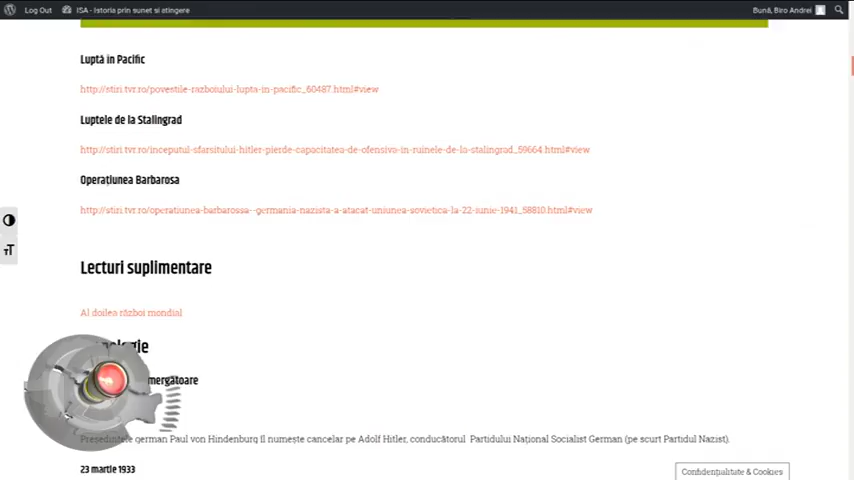 Log Out ISA - Istoria prin sunet si atingere Bună, Biro Andrei
Luptă în Pacific
http://stiri.tvr.ro/povestile-razboiului-lupta-in-pacific_60487.html#view
Luptele de la Stalingrad
http://stiri.tvr.ro/inceputul-sfarsitului-hitler-pierde-capacitatea-de-ofensiva-in-ruinele-de-la-stalingrad_59664.html#view
Operațiunea Barbarosa
http://stiri.tvr.ro/operatiunea-barbarossa--germania-nazista-a-atacat-uniunea-sovietica-la-22-iunie-1941_58810.html#view
Lecturi suplimentare
Al doilea război mondial
Președintele german Paul von Hindenburg îl numește cancelar pe Adolf Hitler, conducătorul Partidului Național Socialist German (pe scurt Partidul Nazist).
23 martie 1933
Confidențialitate & Cookies